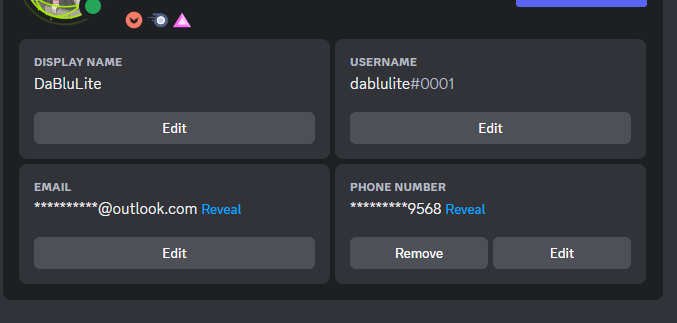 DISPLAY NAME
DaBluLite
Edit
USERNAME
dablulite#0001
Edit
EMAIL
**********@outlook.com Reveal
Edit
PHONE NUMBER
*********9568 Reveal
Remove
Edit